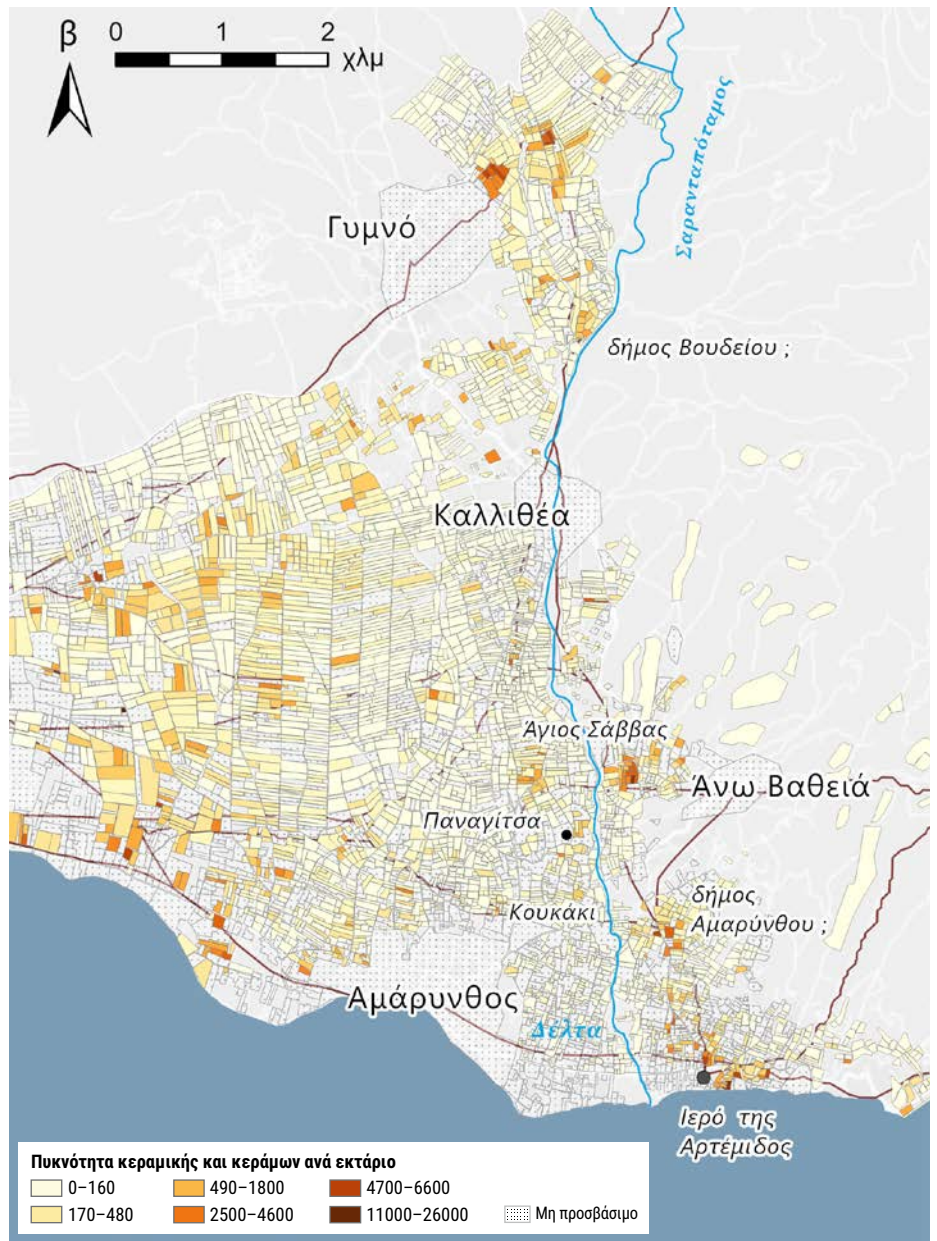 β
0 1 2
χλμ
Σαρανταπόταμος
Γυμνό
δήμος Βουδείου ;
Καλλιθέα
Άγιος Σάββας
Άνω Βαθειά
Παναγίτσα
Κουκάκι
δήμος
Αμαρύνθου ;
Αμάρυνθος
Δέλτα
Ιερό της
Αρτέμιδος
Πυκνότητα κεραμικής και κεράμων ανά εκτάριο
0–160 490–1800 4700–6600
170–480 2500–4600 11000–26000 Μη προσβάσιμο